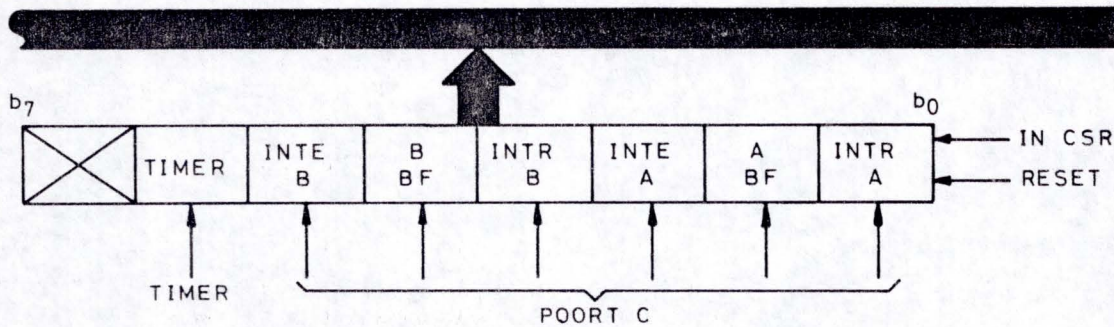 b7 b0
TIMER
INTE B
B BF
INTR B
INTE A
A BF
INTR A
IN CSR
RESET
TIMER
POORT C